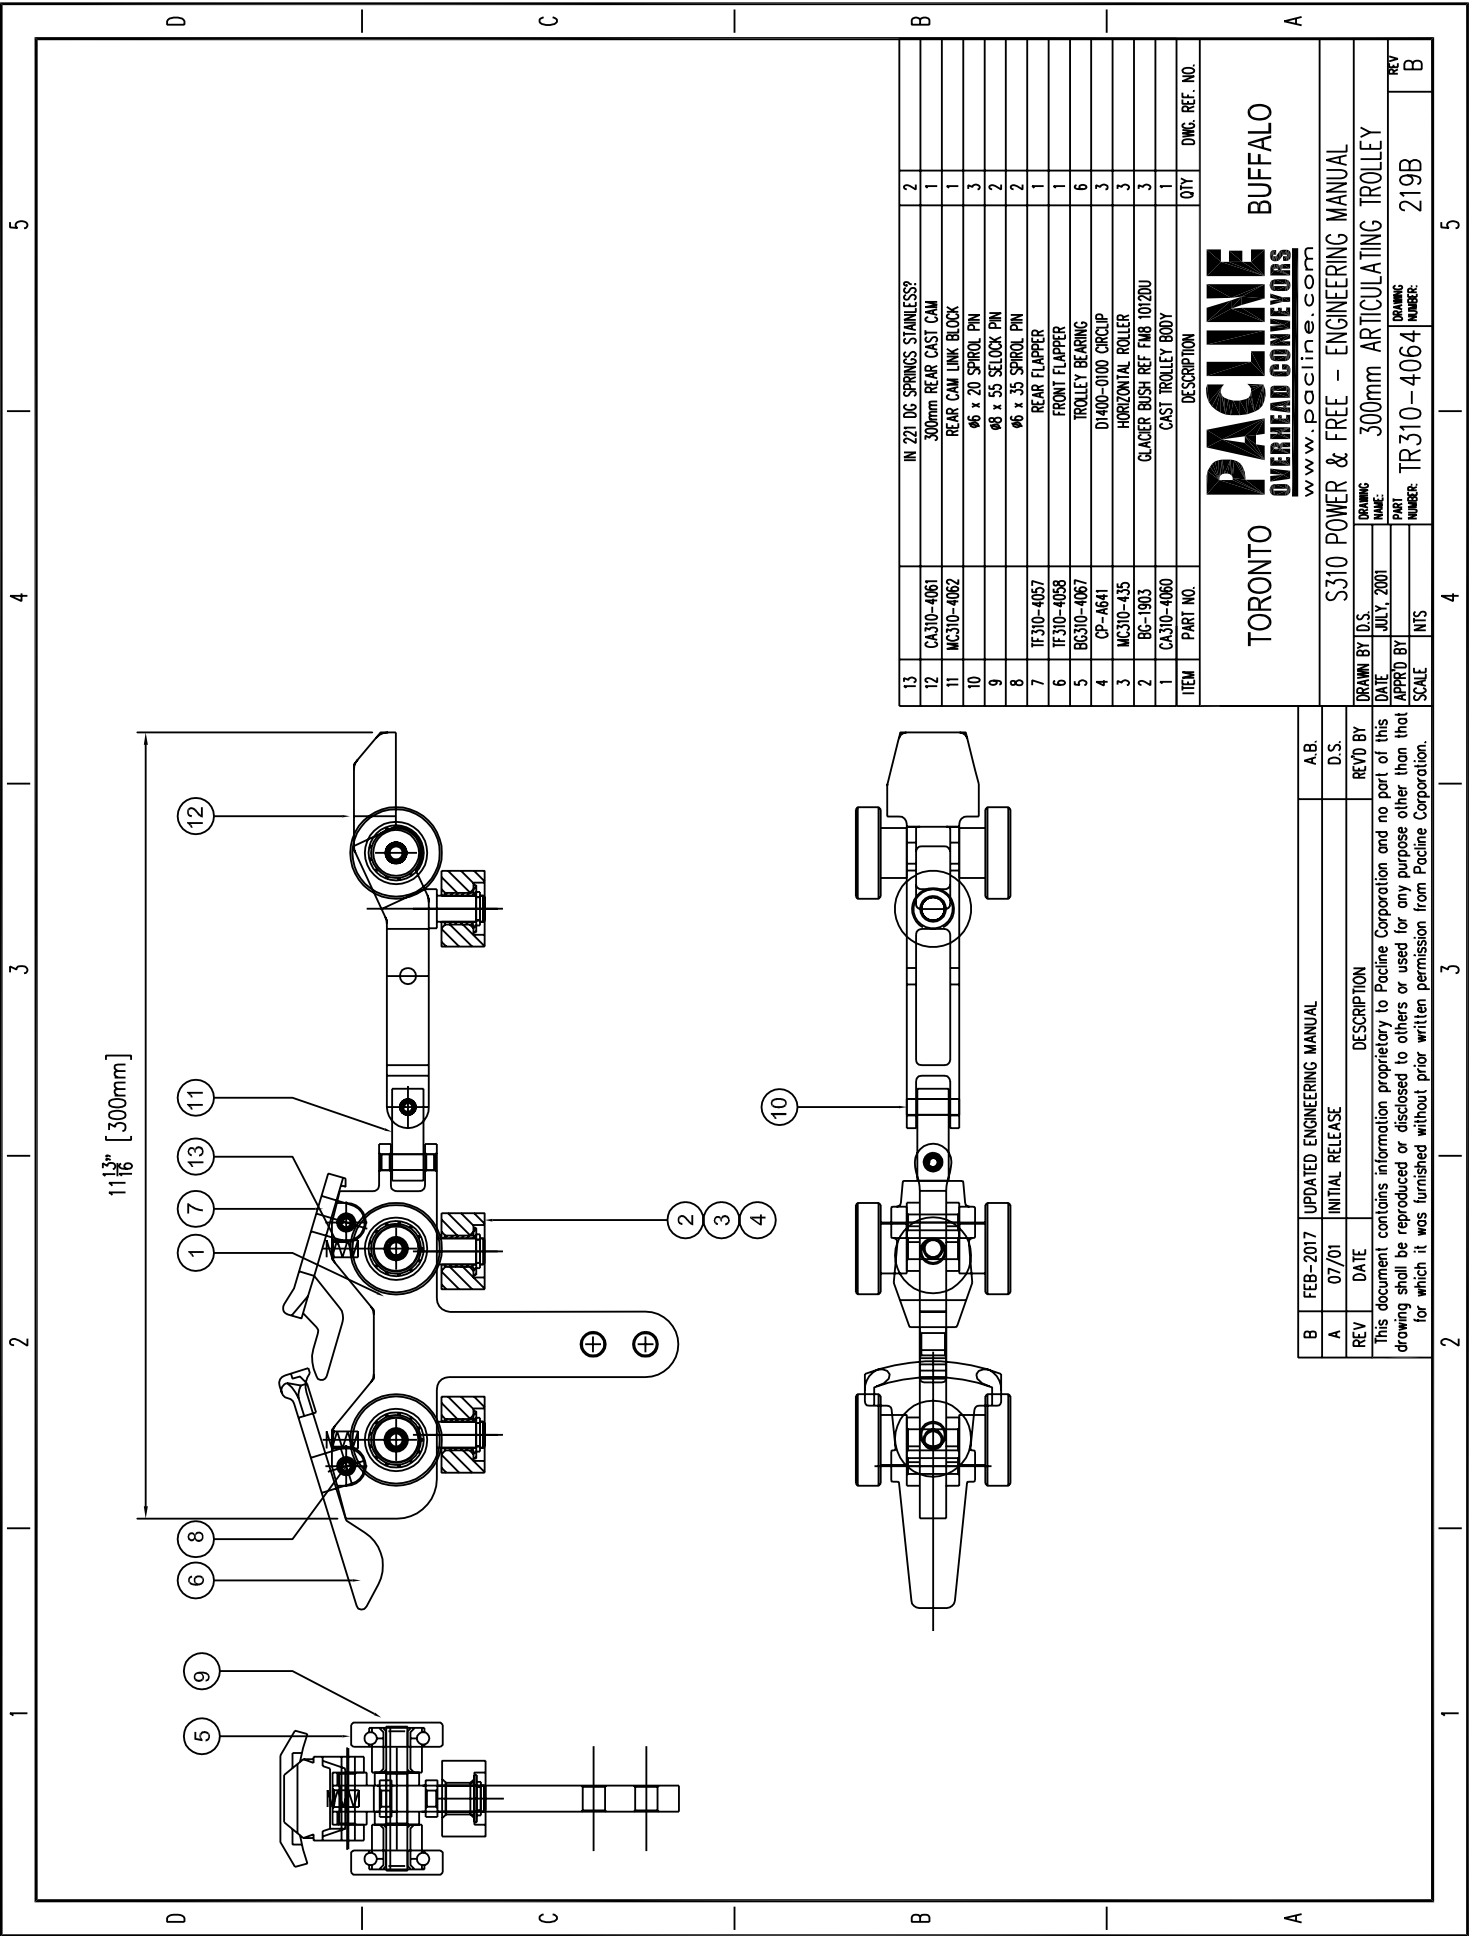 1 2 3 4 5
D
C
B
A
11 13/16" [300mm]
5 9 6 8 1 7 13 11 12
2 3 4
10
13 IN 221 DG SPRINGS STAINLESS? 2
12 CA310-4061 300mm REAR CAST CAM 1
11 MC310-4062 REAR CAM LINK BLOCK 1
10 ø6 x 20 SPIROL PIN 3
9 ø8 x 55 SELOCK PIN 2
8 ø6 x 35 SPIROL PIN 2
7 TF310-4057 REAR FLAPPER 1
6 TF310-4058 FRONT FLAPPER 1
5 BG310-4067 TROLLEY BEARING 6
4 CP-A641 D1400-0100 CIRCLIP 3
3 MC310-435 HORIZONTAL ROLLER 3
2 BG-1903 GLACIER BUSH REF FMB 1012DU 3
1 CA310-4060 CAST TROLLEY BODY 1
ITEM PART NO. DESCRIPTION QTY DWG. REF. NO.
TORONTO PACLINE BUFFALO
OVERHEAD CONVEYORS
www.pacline.com
S310 POWER & FREE - ENGINEERING MANUAL
DRAWN BY D.S.
DATE JULY, 2001
APPR'D BY
SCALE NTS
DRAWING NAME: 300mm ARTICULATING TROLLEY
PART NUMBER: TR310-4064
DRAWING NUMBER: 219B
REV B
B FEB-2017 UPDATED ENGINEERING MANUAL A.B.
A 07/01 INITIAL RELEASE D.S.
REV DATE DESCRIPTION REV'D BY
This document contains information proprietary to Pacline Corporation and no part of this
drawing shall be reproduced or disclosed to others or used for any purpose other than that
for which it was furnished without prior written permission from Pacline Corporation.
1 2 3 4 5
D
C
B
A